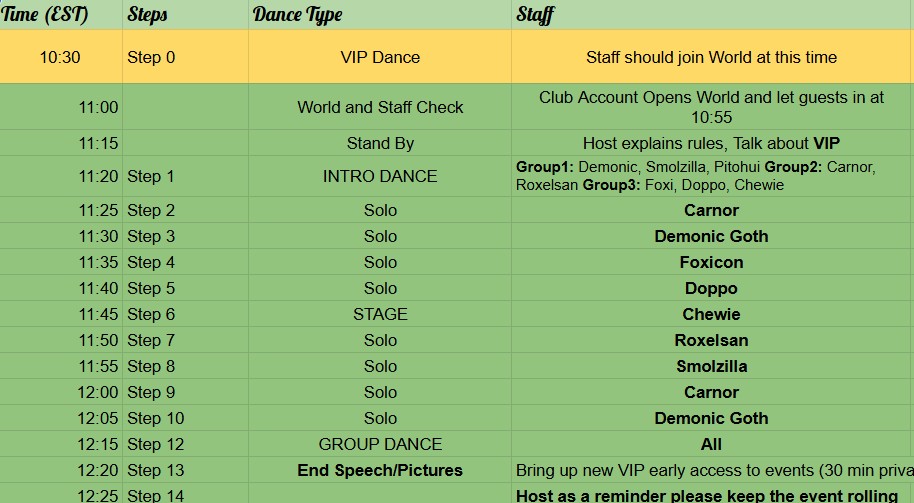 Time (EST) Steps Dance Type Staff
10:30 Step 0 VIP Dance Staff should join World at this time
11:00 World and Staff Check Club Account Opens World and let guests in at
10:55
11:15 Stand By Host explains rules, Talk about VIP
11:20 Step 1 INTRO DANCE Group1: Demonic, Smolzilla, Pitohui Group2: Carnor,
Roxelsan Group3: Foxi, Doppo, Chewie
11:25 Step 2 Solo Carnor
11:30 Step 3 Solo Demonic Goth
11:35 Step 4 Solo Foxicon
11:40 Step 5 Solo Doppo
11:45 Step 6 STAGE Chewie
11:50 Step 7 Solo Roxelsan
11:55 Step 8 Solo Smolzilla
12:00 Step 9 Solo Carnor
12:05 Step 10 Solo Demonic Goth
12:15 Step 12 GROUP DANCE All
12:20 Step 13 End Speech/Pictures Bring up new VIP early access to events (30 min priva
12:25 Step 14 Host as a reminder please keep the event rolling